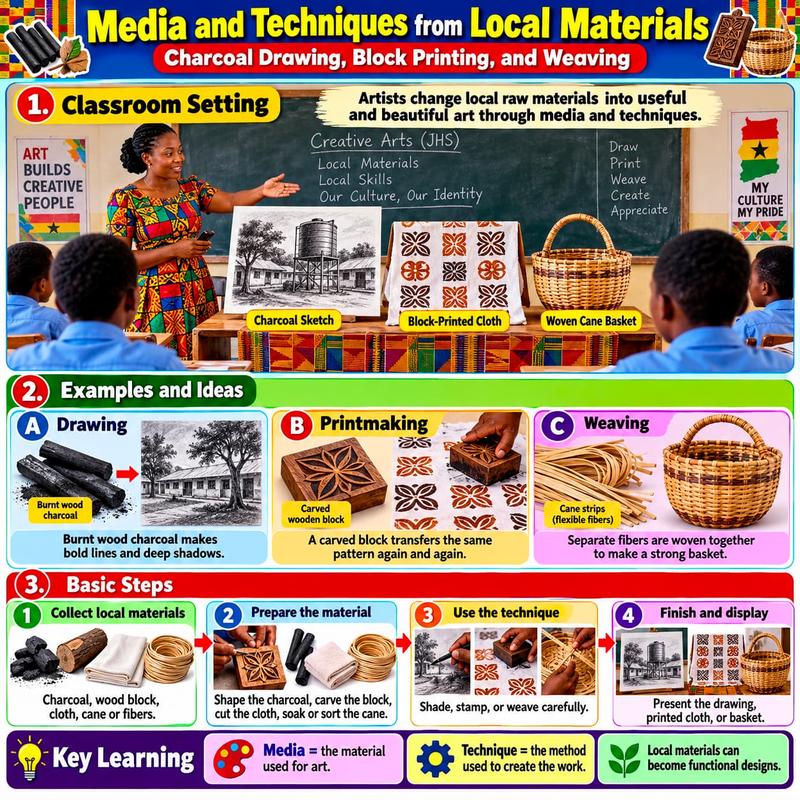 Media and Techniques from Local Materials
Charcoal Drawing, Block Printing, and Weaving
1. Classroom Setting
Artists change local raw materials into useful
and beautiful art through media and techniques.
ART
BUILDS
CREATIVE
PEOPLE
Creative Arts (JHS)
Local Materials
Local Skills
Our Culture, Our Identity
Draw
Print
Weave
Create
Appreciate
MY
CULTURE
MY PRIDE
Charcoal Sketch
Block-Printed Cloth
Woven Cane Basket
2. Examples and Ideas
A Drawing
Burnt wood
charcoal
Burnt wood charcoal makes
bold lines and deep shadows.
B Printmaking
Carved
wooden block
A carved block transfers the same
pattern again and again.
C Weaving
Cane strips
(flexible fibers)
Separate fibers are woven together
to make a strong basket.
3. Basic Steps
1 Collect local materials
Charcoal, wood block,
cloth, cane or fibers.
2 Prepare the material
Shape the charcoal, carve the block,
cut the cloth, soak or sort the cane.
3 Use the technique
Shade, stamp, or weave carefully.
4 Finish and display
Present the drawing,
printed cloth, or basket.
Key Learning
Media = the material
used for art.
Technique = the method
used to create the work.
Local materials can
become functional designs.